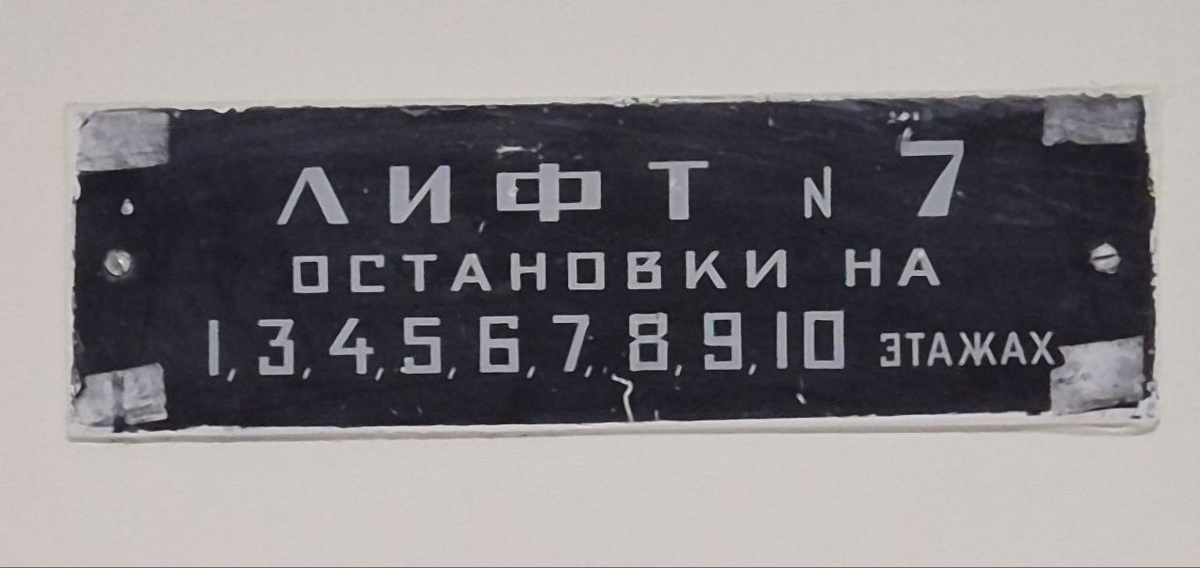 ЛИФТ N 7
ОСТАНОВКИ НА
1,3,4,5,6,7,8,9,10 ЭТАЖАХ